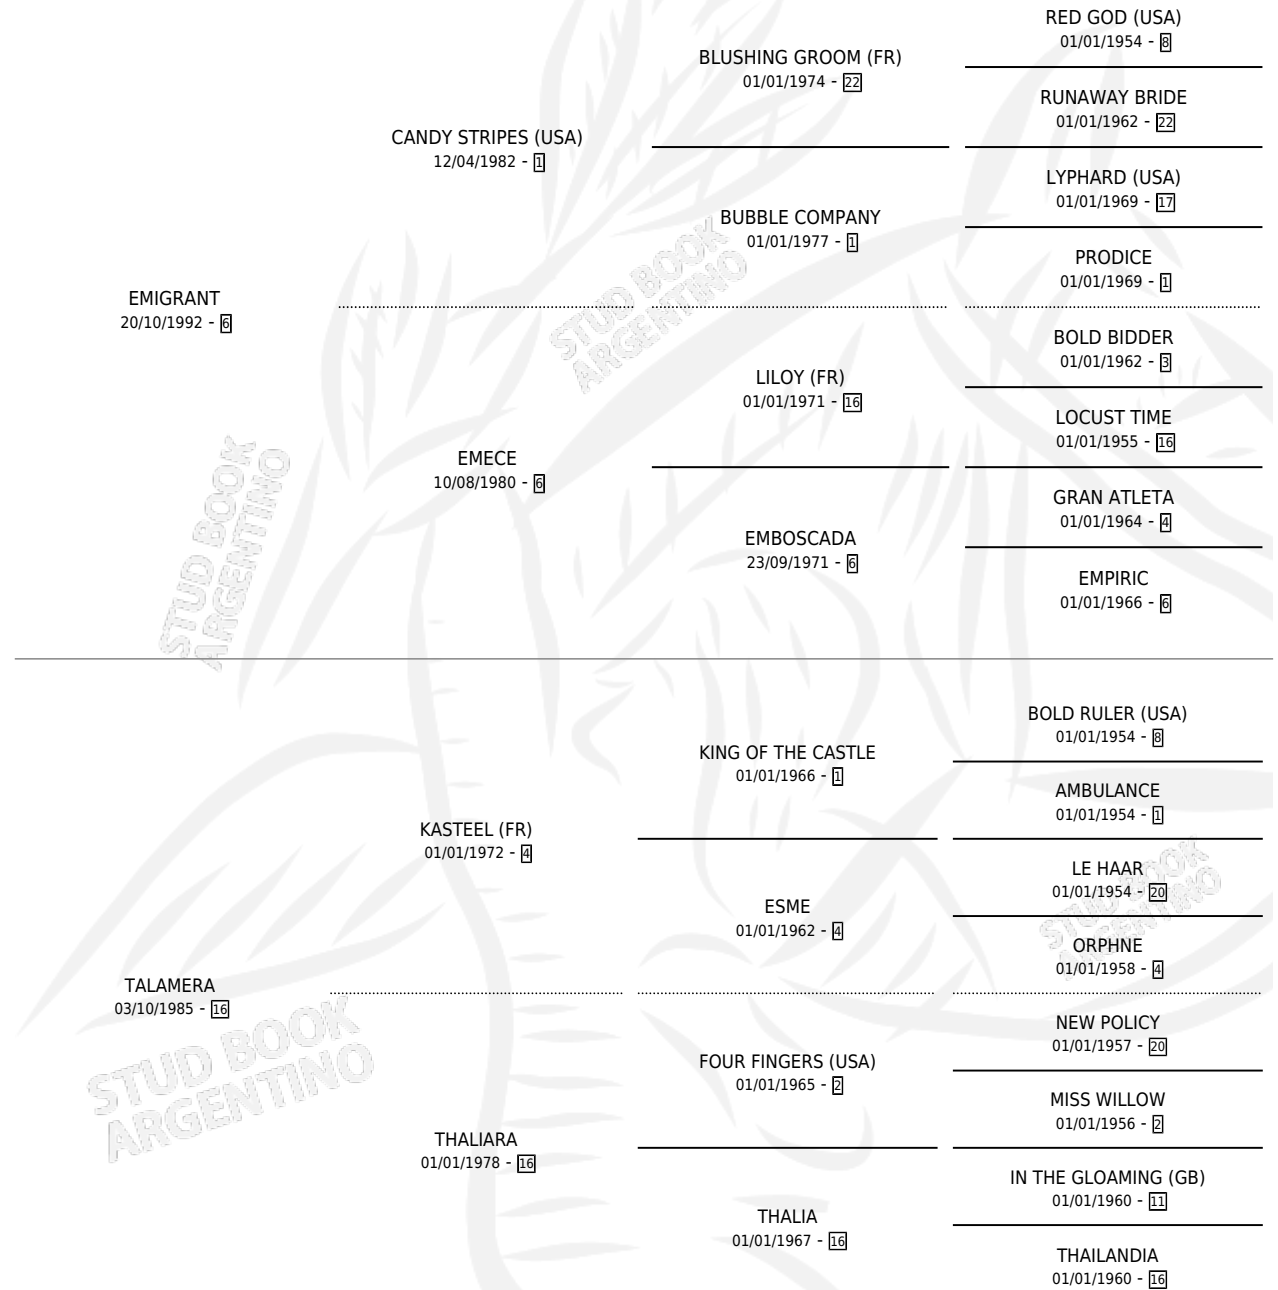 RED GOD (USA)
01/01/1954 - 8
BLUSHING GROOM (FR)
01/01/1974 - 22
RUNAWAY BRIDE
01/01/1962 - 22
CANDY STRIPES (USA)
12/04/1982 - 1
LYPHARD (USA)
01/01/1969 - 17
BUBBLE COMPANY
01/01/1977 - 1
PRODICE
01/01/1969 - 1
EMIGRANT
20/10/1992 - 6
STUD BOOK
ARGENTINO
BOLD BIDDER
01/01/1962 - 3
LILOY (FR)
01/01/1971 - 16
LOCUST TIME
01/01/1955 - 16
EMECE
10/08/1980 - 6
GRAN ATLETA
01/01/1964 - 4
EMBOSCADA
23/09/1971 - 6
EMPIRIC
01/01/1966 - 6
STUD BOOK
ARGENTINO
BOLD RULER (USA)
01/01/1954 - 8
KING OF THE CASTLE
01/01/1966 - 1
AMBULANCE
01/01/1954 - 1
KASTEEL (FR)
01/01/1972 - 4
LE HAAR
01/01/1954 - 20
ESME
01/01/1962 - 4
ORPHNE
01/01/1958 - 4
STUD BOOK
ARGENTINO
TALAMERA
03/10/1985 - 16
NEW POLICY
01/01/1957 - 20
FOUR FINGERS (USA)
01/01/1965 - 2
MISS WILLOW
01/01/1956 - 2
STUD BOOK
ARGENTINO
THALIARA
01/01/1978 - 16
IN THE GLOAMING (GB)
01/01/1960 - 11
THALIA
01/01/1967 - 16
THAILANDIA
01/01/1960 - 16